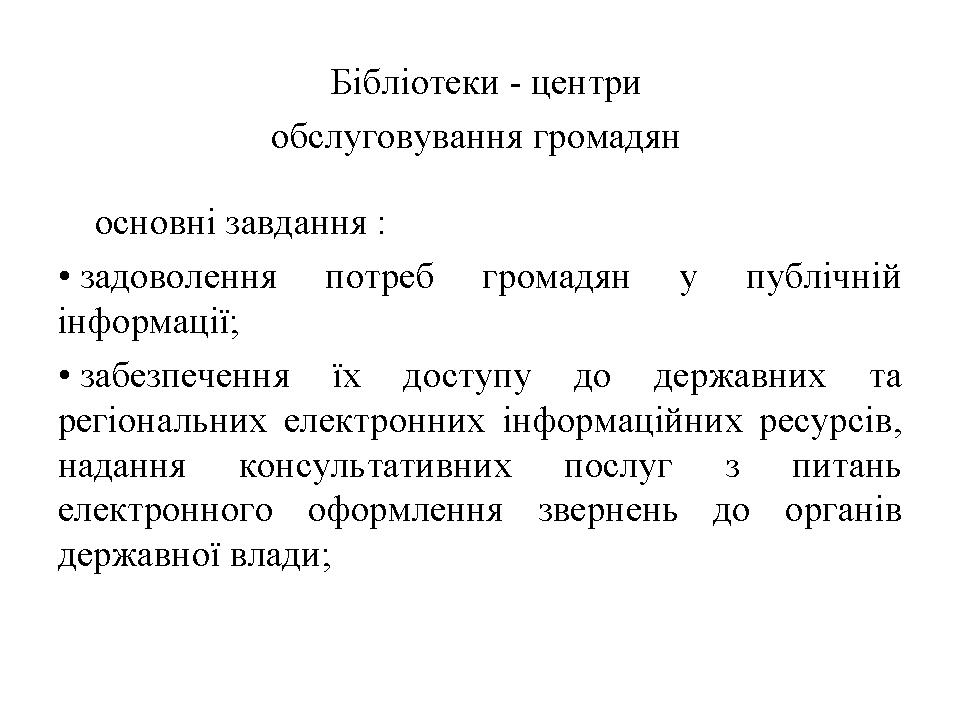 Бібліотеки - центри
обслуговування громадян
основні завдання :
• задоволення потреб громадян у публічній
інформації;
• забезпечення їх доступу до державних та
регіональних електронних інформаційних ресурсів,
надання консультативних послуг з питань
електронного оформлення звернень до органів
державної влади;